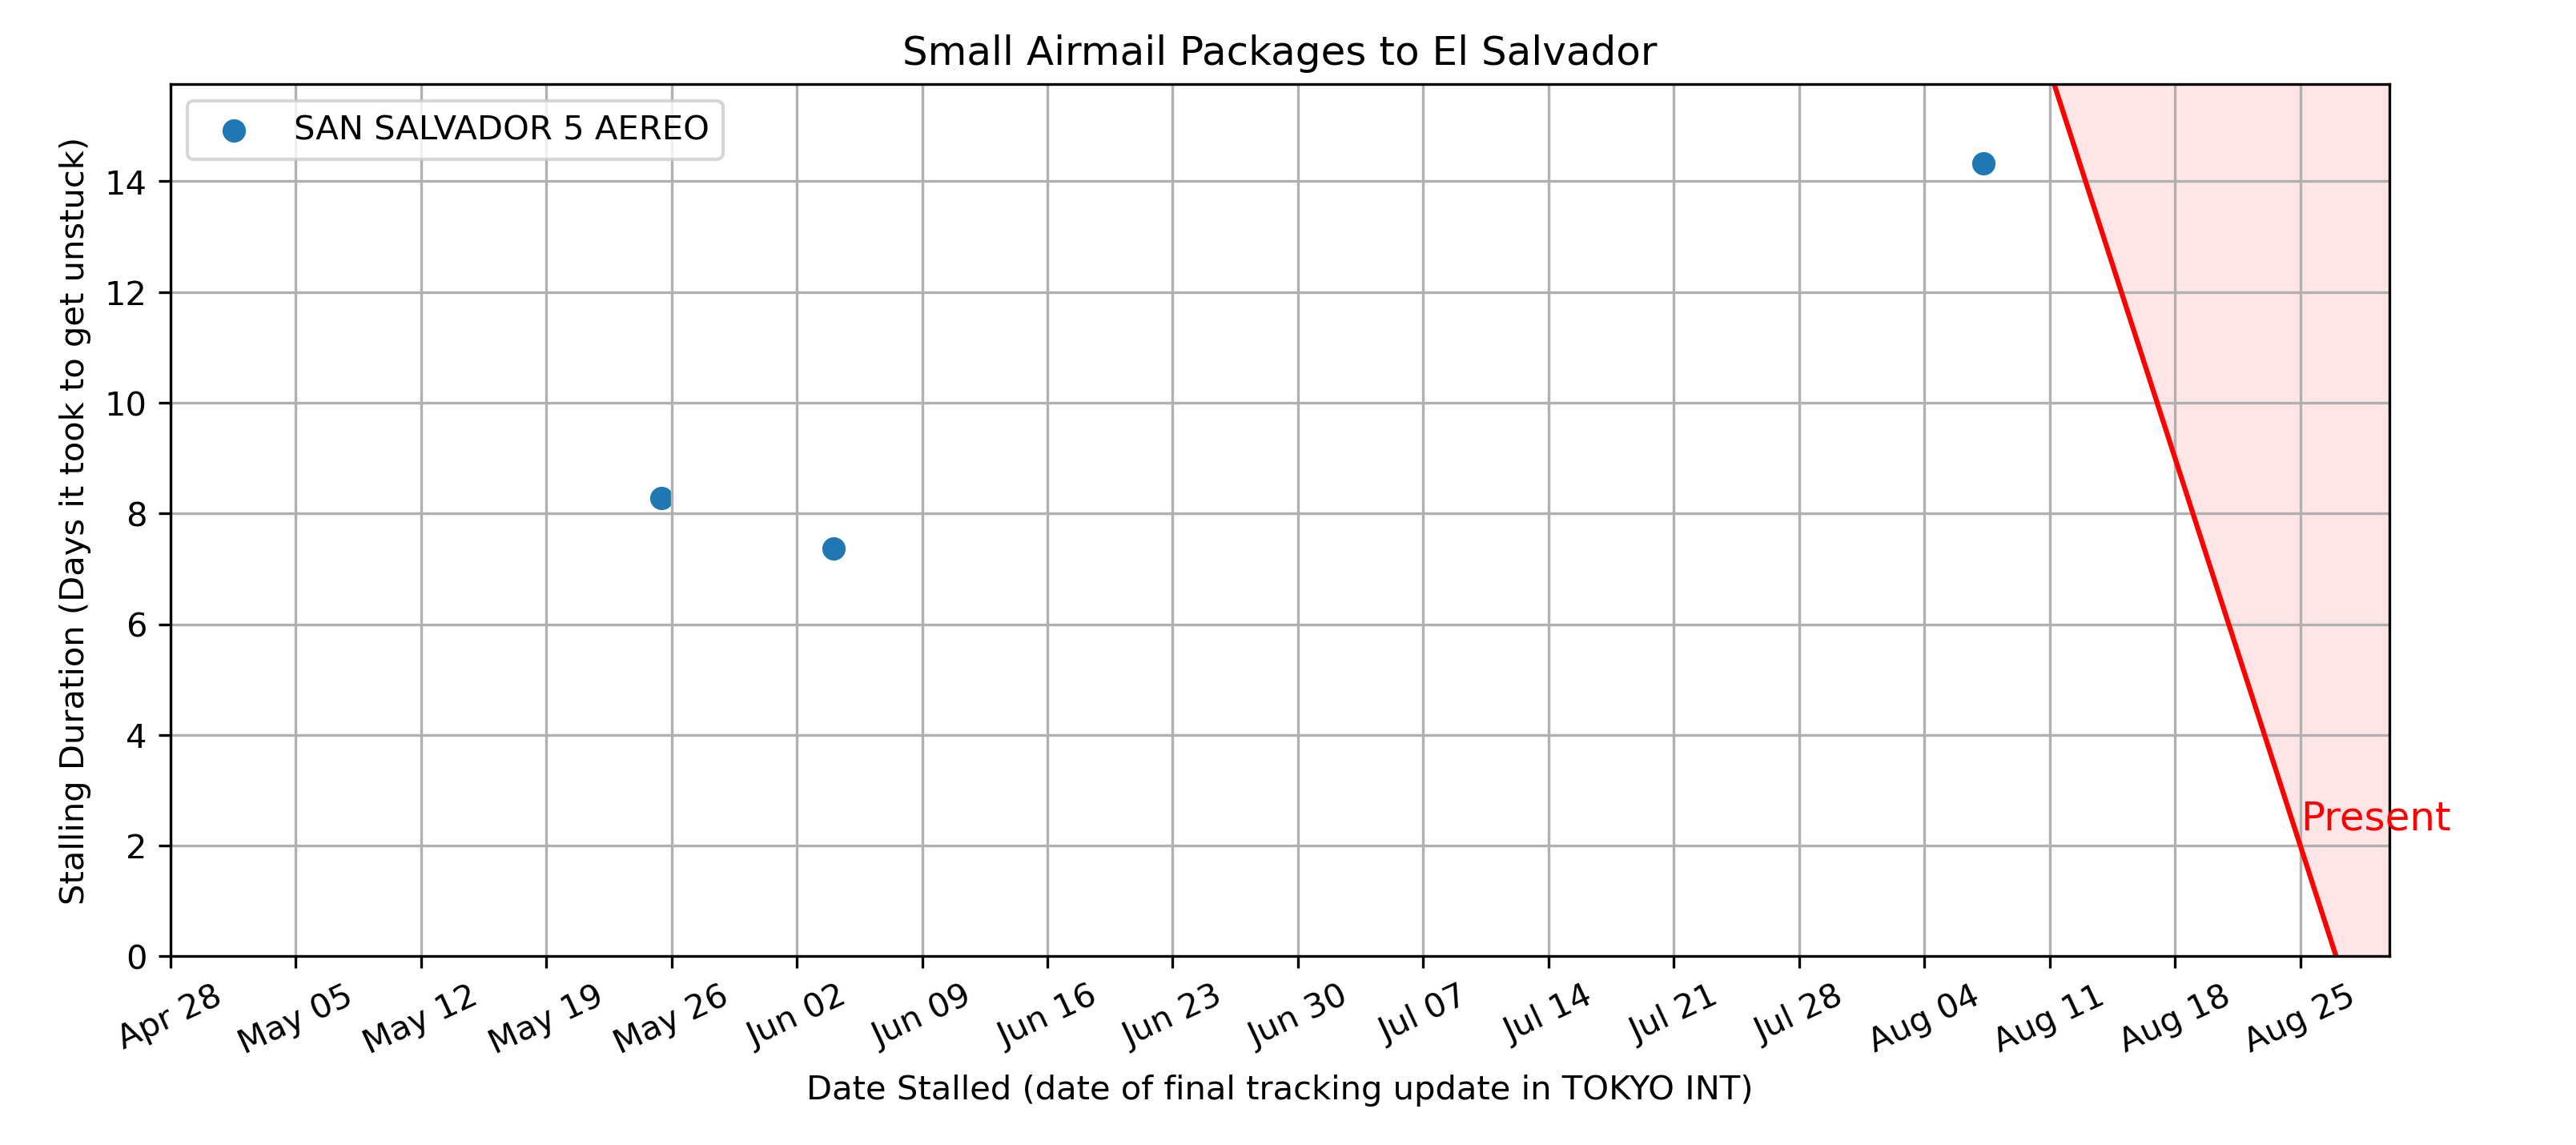 Small Airmail Packages to El Salvador
SAN SALVADOR 5 AEREO
Stalling Duration (Days it took to get unstuck)
14
12
10
8
6
4
2
0
Present
Apr 28
May 05
May 12
May 19
May 26
Jun 02
Jun 09
Jun 16
Jun 23
Jun 30
Jul 07
Jul 14
Jul 21
Jul 28
Aug 04
Aug 11
Aug 18
Aug 25
Date Stalled (date of final tracking update in TOKYO INT)